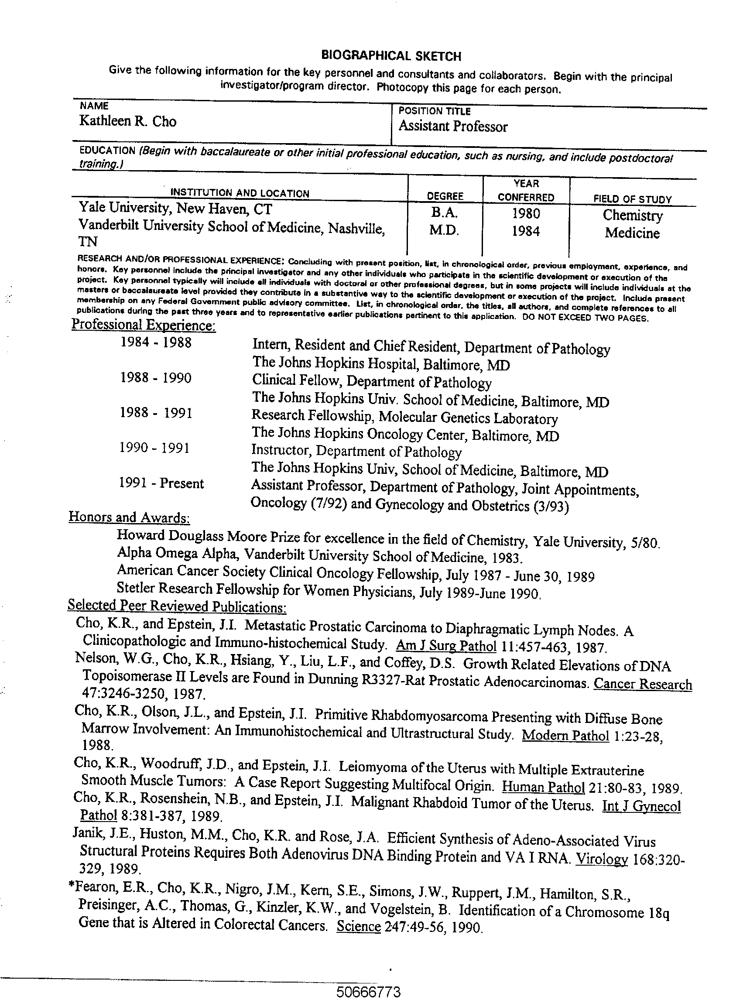 BIOGRAPHICAL SKETCH
Give the following information for the key personnel and consultants and collaborators. Begin with the principal
investigator/program director. Photocopy this page for each person.
NAME
Kathleen R. Cho
POSITION TITLE
Assistant Professor
EDUCATION (Begin with baccalaureate or other initial professional education, such as nursing, and include postdoctoral
training.)
INSTITUTION AND LOCATION DEGREE YEAR CONFERRED FIELD OF STUDY
Yale University, New Haven, CT B.A. 1980 Chemistry
Vanderbilt University School of Medicine, Nashville, M.D. 1984 Medicine
TN
RESEARCH AND/OR PROFESSIONAL EXPERIENCE: Concluding with present position, list, in chronological order, previous employment, experience, and
honors. Key personnel include the principal investigator and any other individuals who participate in the scientific development or execution of the
project. Key personnel typically will include all individuals with doctoral or other professional degrees, but in some projects will include individuals at the
masters or baccalaureate level provided they contribute in a substantive way to the scientific development or execution of the project. Include present
membership on any Federal Government public advisory committee. List, in chronological order, the titles, all authors, and complete references to all
publications during the past three years and to representative earlier publications pertinent to this application. DO NOT EXCEED TWO PAGES.
Professional Experience:
1984 - 1988 Intern, Resident and Chief Resident, Department of Pathology
The Johns Hopkins Hospital, Baltimore, MD
1988 - 1990 Clinical Fellow, Department of Pathology
The Johns Hopkins Univ. School of Medicine, Baltimore, MD
1988 - 1991 Research Fellowship, Molecular Genetics Laboratory
The Johns Hopkins Oncology Center, Baltimore, MD
1990 - 1991 Instructor, Department of Pathology
The Johns Hopkins Univ, School of Medicine, Baltimore, MD
1991 - Present Assistant Professor, Department of Pathology, Joint Appointments,
Oncology (7/92) and Gynecology and Obstetrics (3/93)
Honors and Awards:
Howard Douglass Moore Prize for excellence in the field of Chemistry, Yale University, 5/80.
Alpha Omega Alpha, Vanderbilt University School of Medicine, 1983.
American Cancer Society Clinical Oncology Fellowship, July 1987 - June 30, 1989
Stetler Research Fellowship for Women Physicians, July 1989-June 1990.
Selected Peer Reviewed Publications:
Cho, K.R., and Epstein, J.I. Metastatic Prostatic Carcinoma to Diaphragmatic Lymph Nodes. A
Clinicopathologic and Immuno-histochemical Study. Am J Surg Pathol 11:457-463, 1987.
Nelson, W.G., Cho, K.R., Hsiang, Y., Liu, L.F., and Coffey, D.S. Growth Related Elevations of DNA
Topoisomerase II Levels are Found in Dunning R3327-Rat Prostatic Adenocarcinomas. Cancer Research
47:3246-3250, 1987.
Cho, K.R., Olson, J.L., and Epstein, J.I. Primitive Rhabdomyosarcoma Presenting with Diffuse Bone
Marrow Involvement: An Immunohistochemical and Ultrastructural Study. Modern Pathol 1:23-28,
1988.
Cho, K.R., Woodruff, J.D., and Epstein, J.I. Leiomyoma of the Uterus with Multiple Extrauterine
Smooth Muscle Tumors: A Case Report Suggesting Multifocal Origin. Human Pathol 21:80-83, 1989.
Cho, K.R., Rosenshein, N.B., and Epstein, J.I. Malignant Rhabdoid Tumor of the Uterus. Int J Gynecol
Pathol 8:381-387, 1989.
Janik, J.E., Huston, M.M., Cho, K.R. and Rose, J.A. Efficient Synthesis of Adeno-Associated Virus
Structural Proteins Requires Both Adenovirus DNA Binding Protein and VA I RNA. Virology 168:320-
329, 1989.
*Fearon, E.R., Cho, K.R., Nigro, J.M., Kern, S.E., Simons, J.W., Ruppert, J.M., Hamilton, S.R.,
Preisinger, A.C., Thomas, G., Kinzler, K.W., and Vogelstein, B. Identification of a Chromosome 18q
Gene that is Altered in Colorectal Cancers. Science 247:49-56, 1990.
50666773